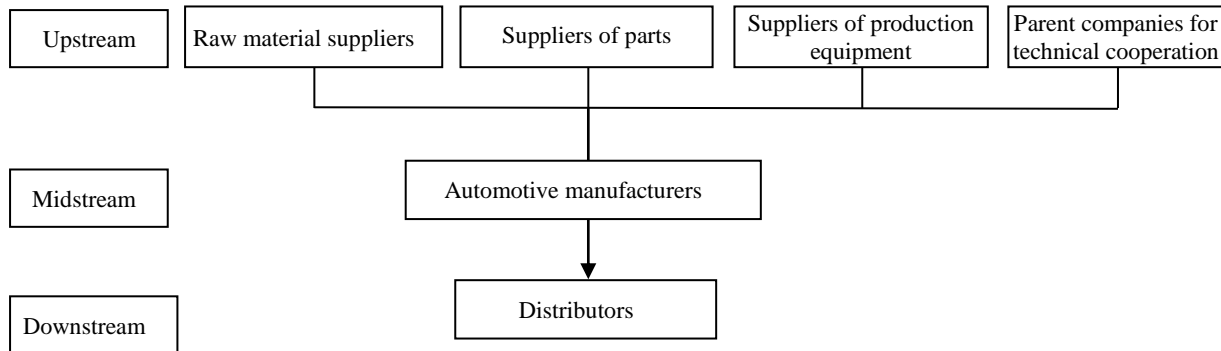 Upstream
Raw material suppliers
Suppliers of parts
Suppliers of production
equipment
Parent companies for
technical cooperation
Midstream
Automotive manufacturers
Distributors
Downstream